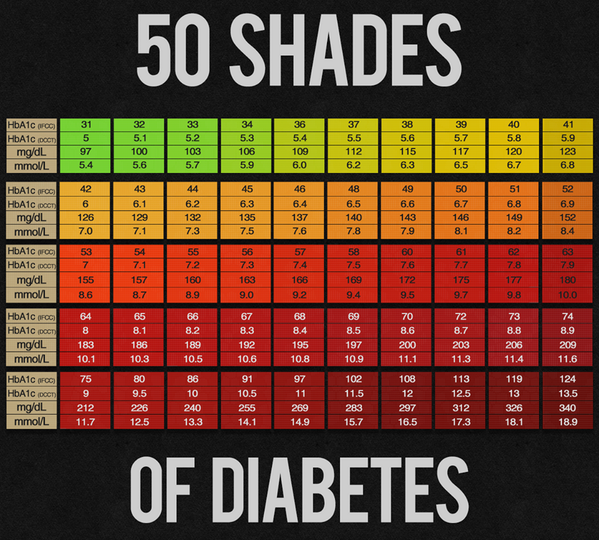 50 SHADES
HbA1c (IFCC) 31 32 33 34 36 37 38 39 40 41
HbA1c (DCCT) 5 5.1 5.2 5.3 5.4 5.5 5.6 5.7 5.8 5.9
mg/dL 97 100 103 106 109 112 115 117 120 123
mmol/L 5.4 5.6 5.7 5.9 6.0 6.2 6.3 6.5 6.7 6.8
HbA1c (IFCC) 42 43 44 45 46 48 49 50 51 52
HbA1c (DCCT) 6 6.1 6.2 6.3 6.4 6.5 6.6 6.7 6.8 6.9
mg/dL 126 129 132 135 137 140 143 146 149 152
mmol/L 7.0 7.1 7.3 7.5 7.6 7.8 7.9 8.1 8.2 8.4
HbA1c (IFCC) 53 54 55 56 57 58 60 61 62 63
HbA1c (DCCT) 7 7.1 7.2 7.3 7.4 7.5 7.6 7.7 7.8 7.9
mg/dL 155 157 160 163 166 169 172 175 177 180
mmol/L 8.6 8.7 8.9 9.0 9.2 9.4 9.5 9.7 9.8 10.0
HbA1c (IFCC) 64 65 66 67 68 69 70 72 73 74
HbA1c (DCCT) 8 8.1 8.2 8.3 8.4 8.5 8.6 8.7 8.8 8.9
mg/dL 183 186 189 192 195 197 200 203 206 209
mmol/L 10.1 10.3 10.5 10.6 10.8 10.9 11.1 11.3 11.4 11.6
HbA1c (IFCC) 75 80 86 91 97 102 108 113 119 124
HbA1c (DCCT) 9 9.5 10 10.5 11 11.5 12 12.5 13 13.5
mg/dL 212 226 240 255 269 283 297 312 326 340
mmol/L 11.7 12.5 13.3 14.1 14.9 15.7 16.5 17.3 18.1 18.9
OF DIABETES